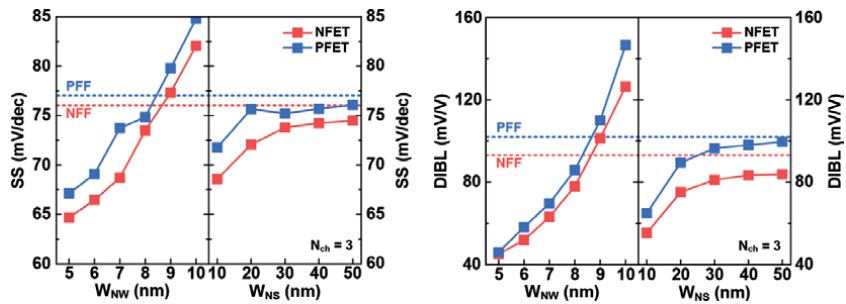 85
80
75
70
65
60
SS (mV/dec)
NFET
PFET
PFF
NFF
N_ch = 3
5 6 7 8 9 10
10 20 30 40 50
W_NW (nm)
W_NS (nm)
85
80
75
70
65
60
SS (mV/dec)
160
120
80
40
DIBL (mV/V)
NFET
PFET
PFF
NFF
N_ch = 3
5 6 7 8 9 10
10 20 30 40 50
W_NW (nm)
W_NS (nm)
160
120
80
40
DIBL (mV/V)